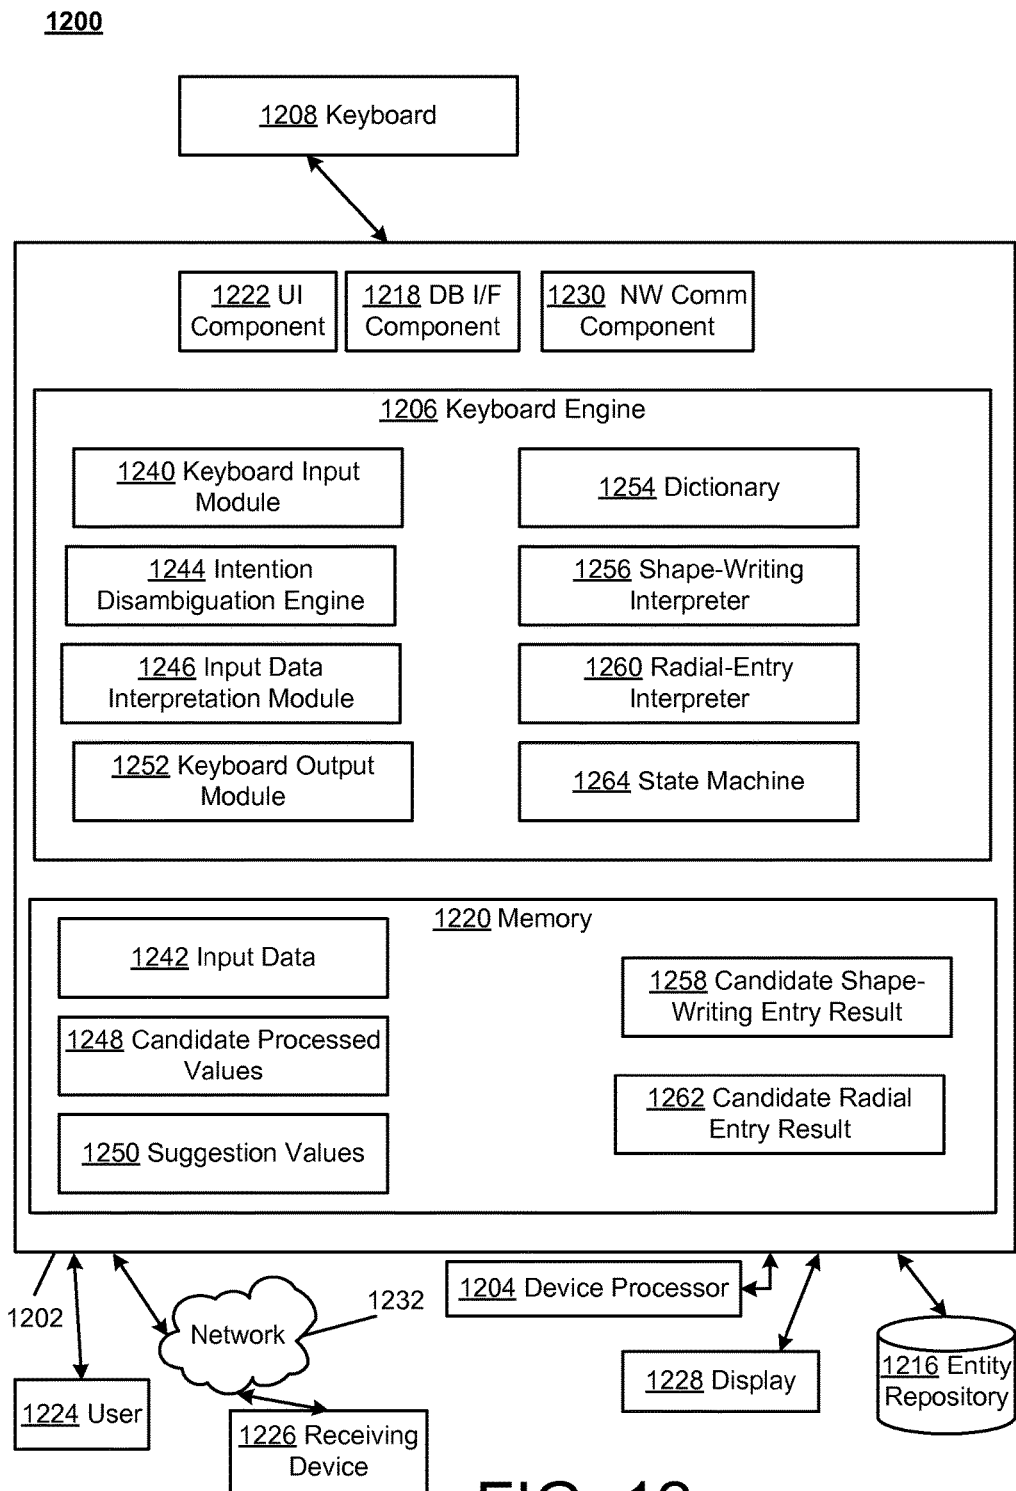 1200
1208 Keyboard
1222 UI
Component
1218 DB I/F
Component
1230 NW Comm
Component
1206 Keyboard Engine
1240 Keyboard Input
Module
1254 Dictionary
1244 Intention
Disambiguation Engine
1256 Shape-Writing
Interpreter
1246 Input Data
Interpretation Module
1260 Radial-Entry
Interpreter
1252 Keyboard Output
Module
1264 State Machine
1220 Memory
1242 Input Data
1258 Candidate Shape-
Writing Entry Result
1248 Candidate Processed
Values
1262 Candidate Radial
Entry Result
1250 Suggestion Values
1202
Network
1232
1204 Device Processor
1216 Entity
Repository
1228 Display
1224 User
1226 Receiving
Device
FIG.